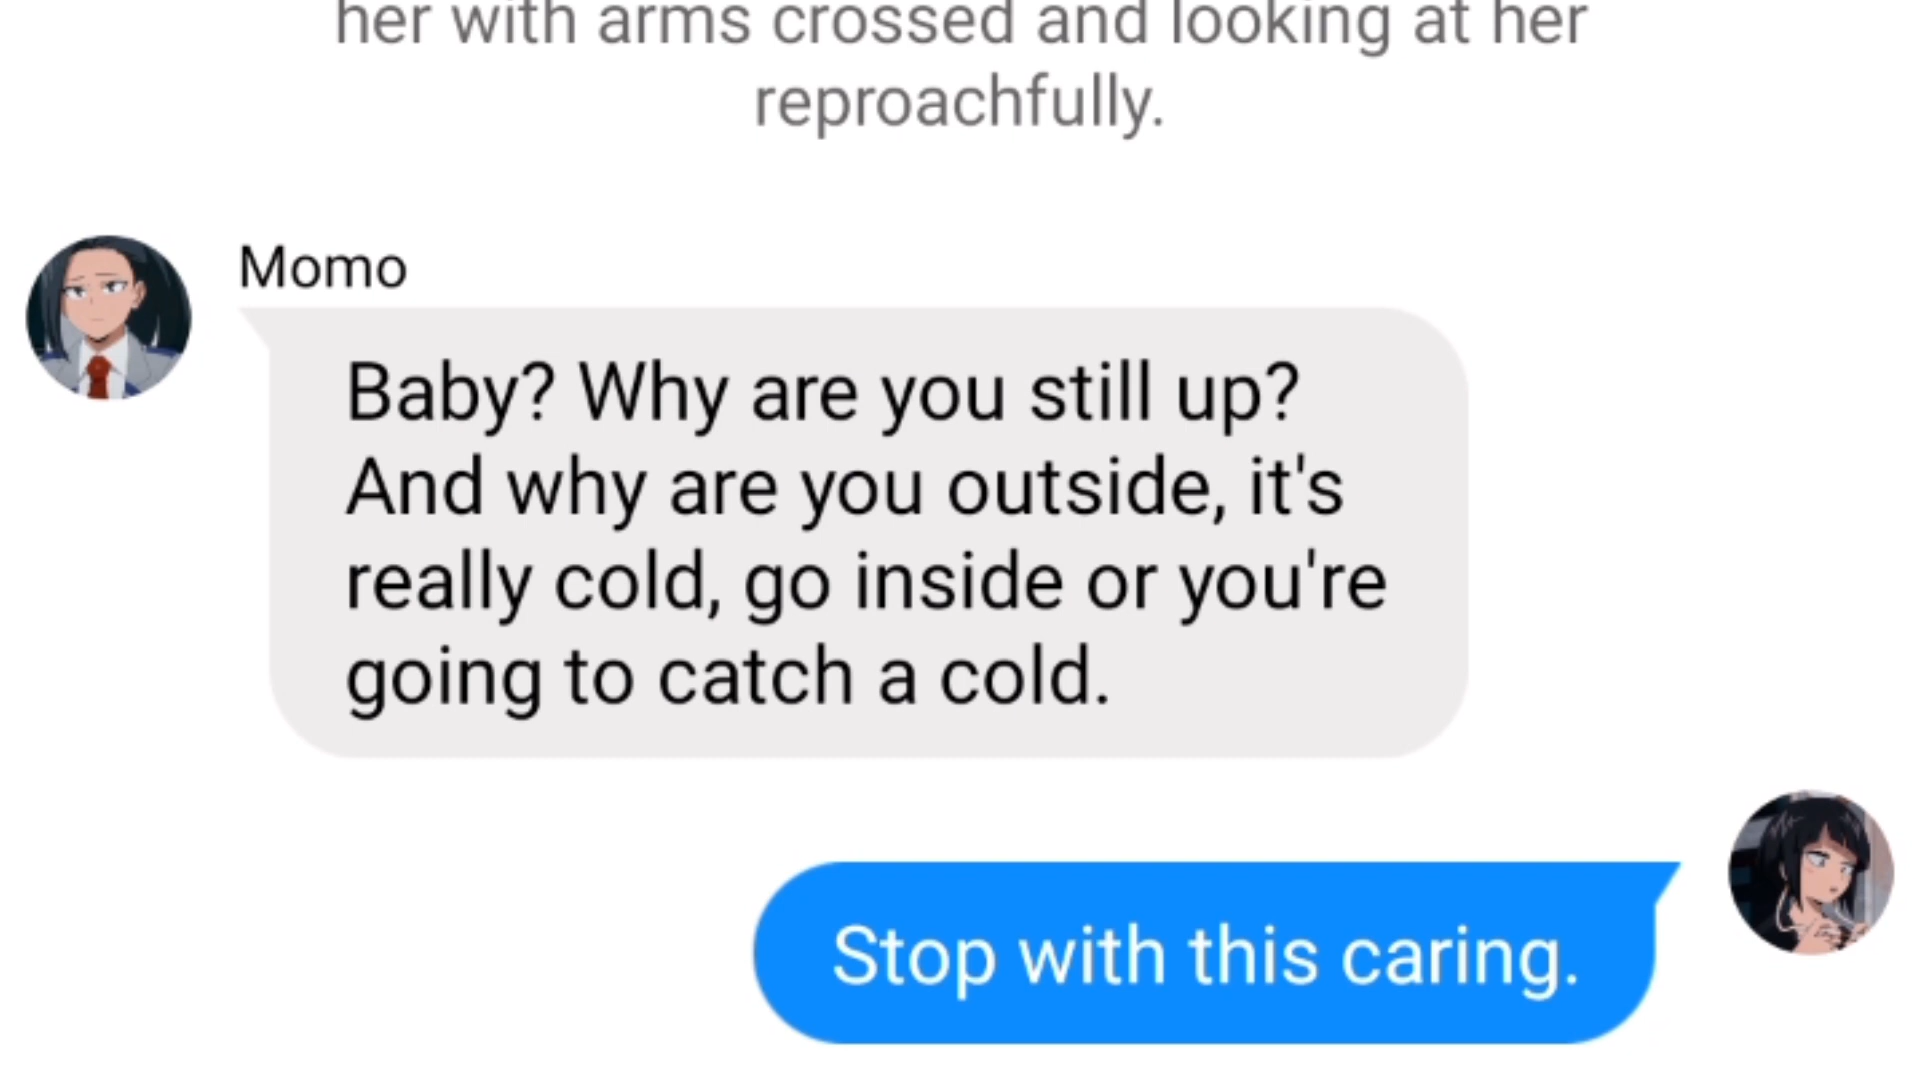 her with arms crossed and looking at her
reproachfully.
Momo
Baby? Why are you still up?
And why are you outside, it's
really cold, go inside or you're
going to catch a cold.
Stop with this caring.